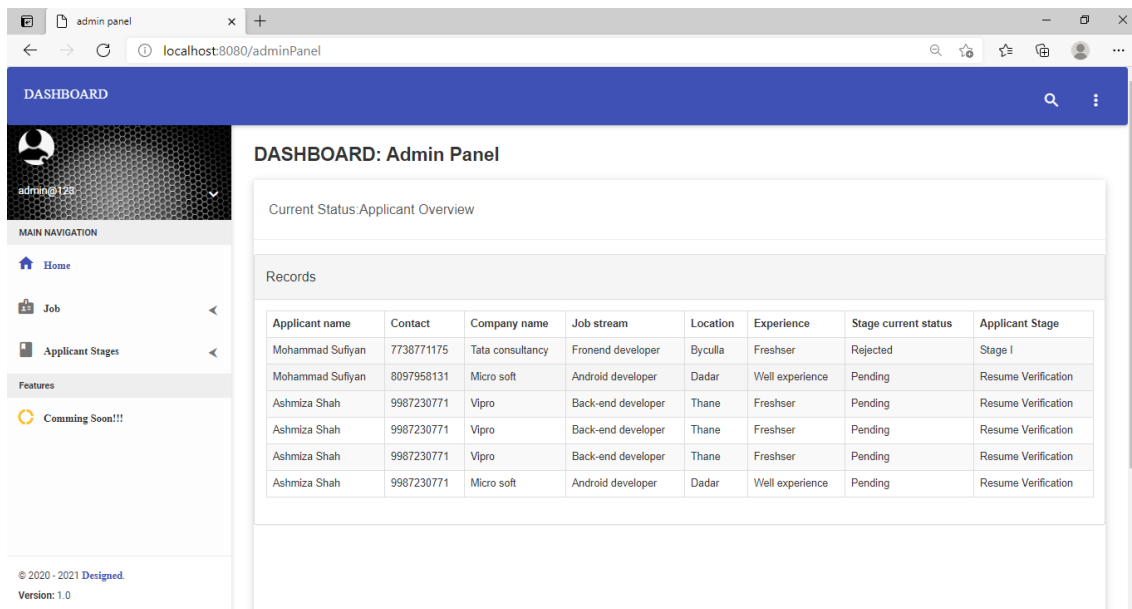 admin panel
localhost:8080/adminPanel
DASHBOARD
admin@123
MAIN NAVIGATION
Home
Job
Applicant Stages
Features
Comming Soon!!!
© 2020 - 2021 Designed.
Version: 1.0
DASHBOARD: Admin Panel
Current Status:Applicant Overview
Records
Applicant name Contact Company name Job stream Location Experience Stage current status Applicant Stage
Mohammad Sufiyan 7738771175 Tata consultancy Fronend developer Byculla Freshser Rejected Stage I
Mohammad Sufiyan 8097958131 Micro soft Android developer Dadar Well experience Pending Resume Verification
Ashmiza Shah 9987230771 Vipro Back-end developer Thane Freshser Pending Resume Verification
Ashmiza Shah 9987230771 Vipro Back-end developer Thane Freshser Pending Resume Verification
Ashmiza Shah 9987230771 Vipro Back-end developer Thane Freshser Pending Resume Verification
Ashmiza Shah 9987230771 Micro soft Android developer Dadar Well experience Pending Resume Verification